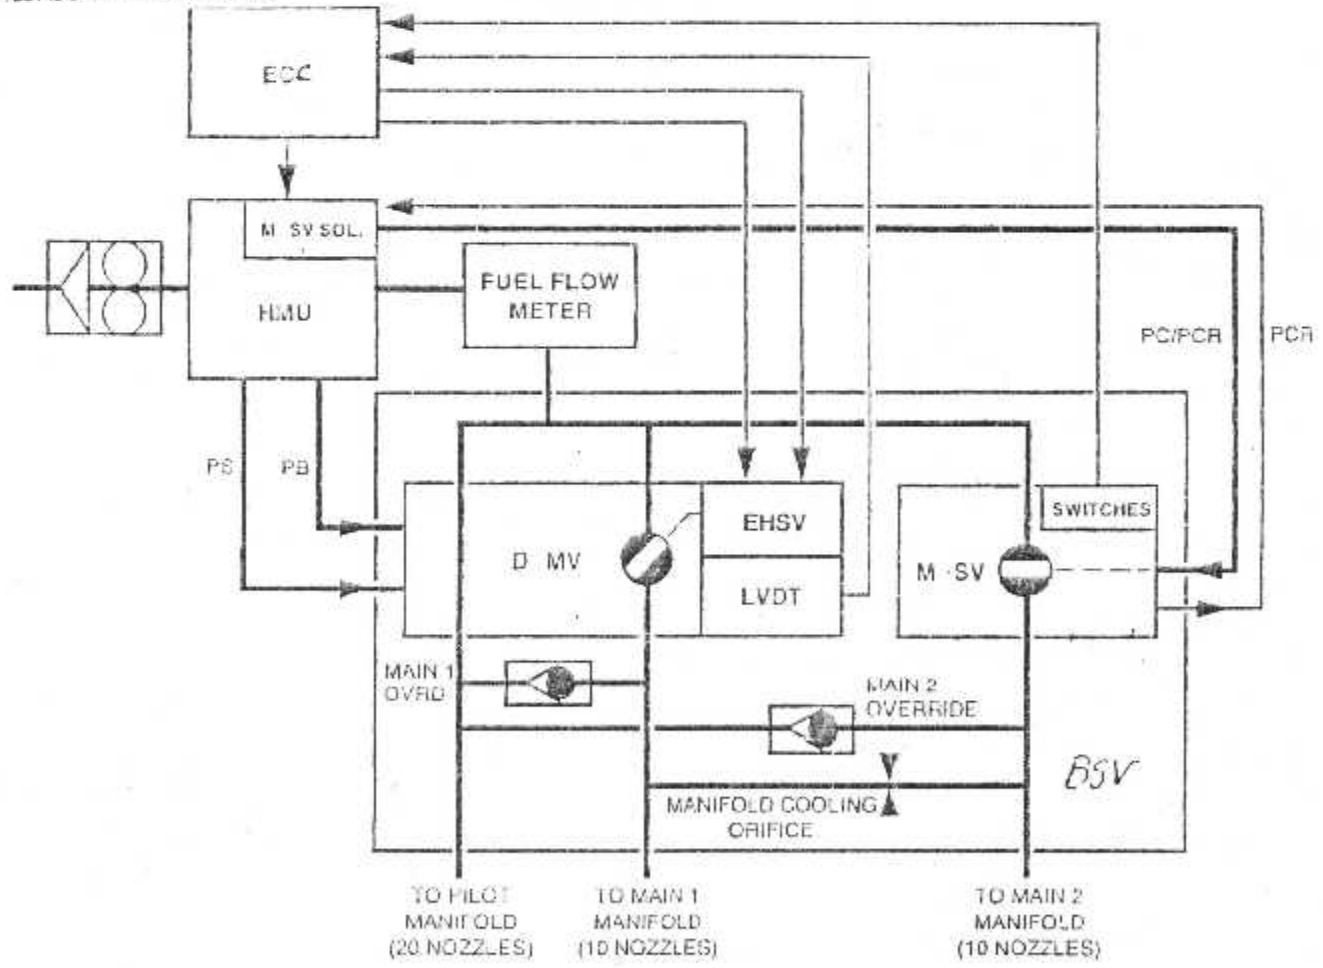 ECC
M SV SOL.
HMU
FUEL FLOW
METER
PC/PCR
PCR
PS
PB
EHSV
SWITCHES
D MV
M SV
LVDT
MAIN 1
OVRD
MAIN 2
OVERRIDE
BSV
MANIFOLD COOLING
ORIFICE
TO PILOT
MANIFOLD
(20 NOZZLES)
TO MAIN 1
MANIFOLD
(10 NOZZLES)
TO MAIN 2
MANIFOLD
(10 NOZZLES)